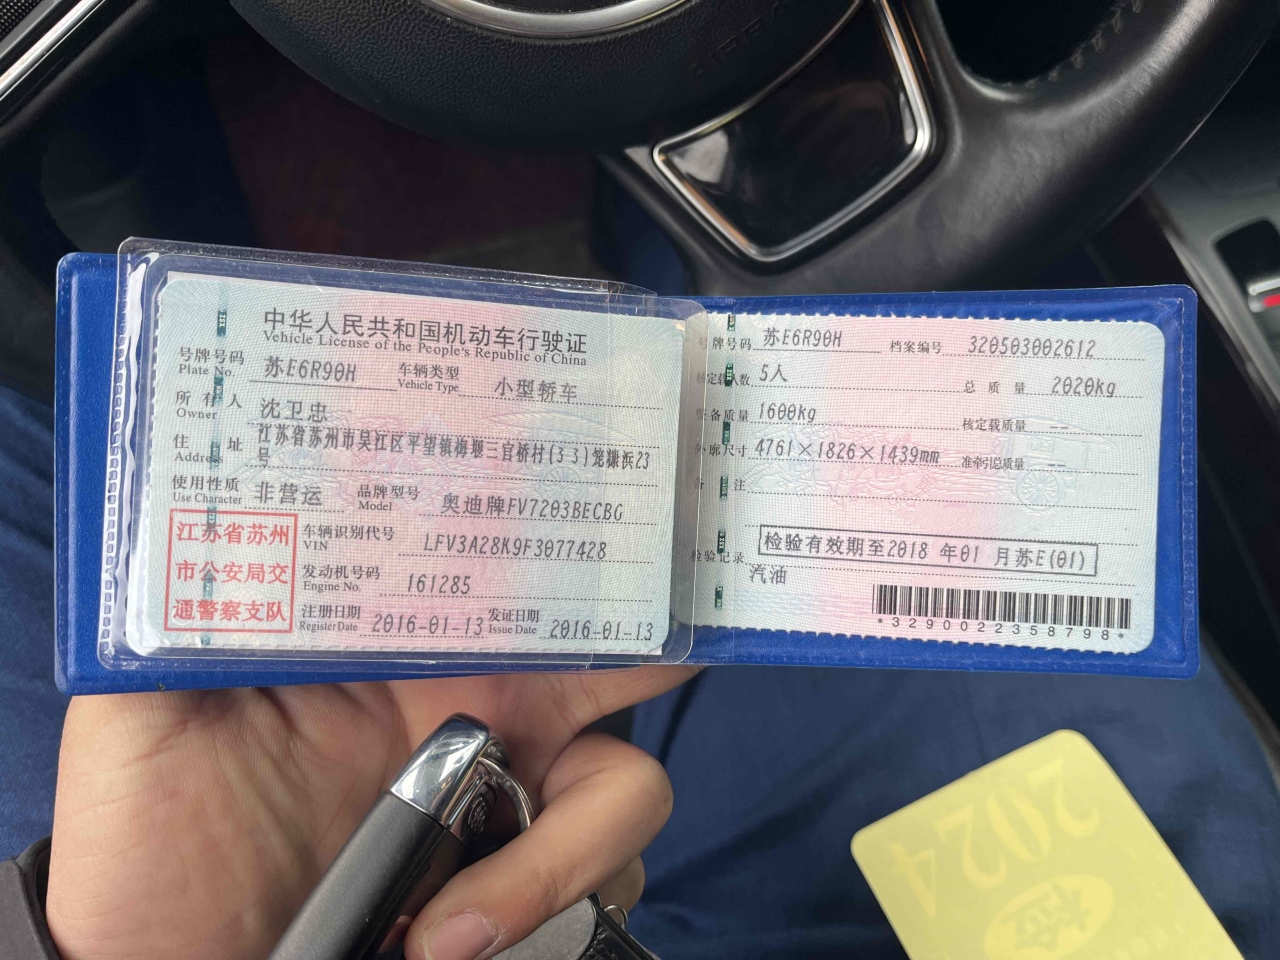 中华人民共和国机动车行驶证
Vehicle License of the People's Republic of China
号牌号码 苏E6R90H 车辆类型 小型轿车
Plate No. Vehicle Type
所有人 沈卫忠
Owner
住址 江苏省苏州市吴江区平望镇梅堰三官桥村(33)笼糠浜23
号
Address
使用性质 非营运 品牌型号 奥迪牌FV7203BECBG
Use Character Model
江苏省苏州
市公安局交
通警察支队
车辆识别代号 LFV3A28K9F3077428
VIN
发动机号码 161285
Engine No.
注册日期 2016-01-13 发证日期 2016-01-13
Register Date Issue Date
号牌号码 苏E6R90H 档案编号 320503002612
核定载人数 5人 总质量 2020kg
整备质量 1600kg 核定载质量 --
外廓尺寸 4761×1826×1439mm 准牵引总质量 --
备注
检验记录 检验有效期至2018 年01 月苏E(01)
汽油
*3290022358798*
2024
检